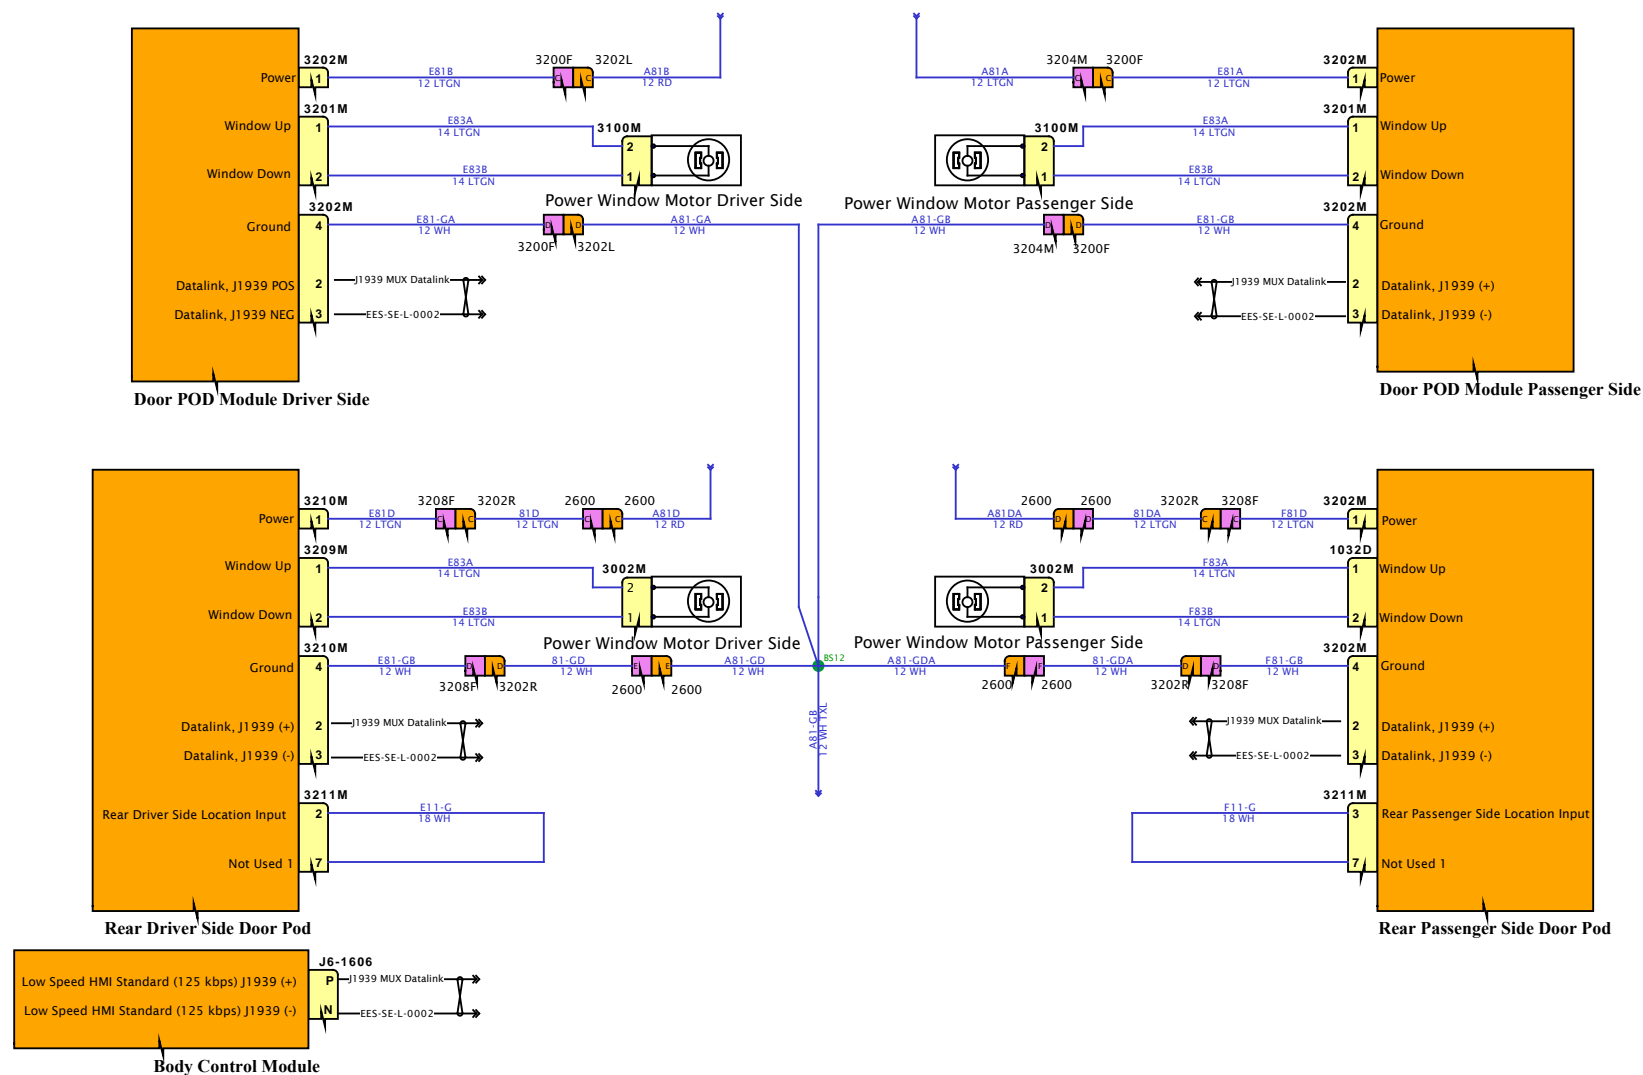 3202M
Power
1
E81B
12 LTGN
3200F
3202L
C
C
A81B
12 RD
3201M
Window Up
1
E83A
14 LTGN
3100M
2
Window Down
2
E83B
14 LTGN
1
Power Window Motor Driver Side
3202M
Ground
4
E81-GA
12 WH
D
D
3200F
3202L
A81-GA
12 WH
Datalink, J1939 POS
2
J1939 MUX Datalink
Datalink, J1939 NEG
3
EES-SE-L-0002
Door POD Module Driver Side
A81A
12 LTGN
3204M
3200F
C
C
E81A
12 LTGN
3202M
1
Power
3201M
3100M
2
E83A
14 LTGN
1
Window Up
1
E83B
14 LTGN
2
Window Down
Power Window Motor Passenger Side
3202M
A81-GB
12 WH
D
D
3204M
3200F
E81-GB
12 WH
4
Ground
J1939 MUX Datalink
2
Datalink, J1939 (+)
EES-SE-L-0002
3
Datalink, J1939 (-)
Door POD Module Passenger Side
3210M
Power
1
E81D
12 LTGN
3208F
3202R
C
C
81D
12 LTGN
2600
2600
C
C
A81D
12 RD
3209M
Window Up
1
E83A
14 LTGN
3002M
2
Window Down
2
E83B
14 LTGN
1
Power Window Motor Driver Side
3210M
Ground
4
E81-GB
12 WH
D
D
3208F
3202R
81-GD
12 WH
E
E
2600
2600
A81-GD
12 WH
BS12
A81-GB
12 WH TXL
Datalink, J1939 (+)
2
J1939 MUX Datalink
Datalink, J1939 (-)
3
EES-SE-L-0002
3211M
Rear Driver Side Location Input
2
E11-G
18 WH
Not Used 1
7
Rear Driver Side Door Pod
A81DA
12 RD
2600
2600
D
D
81DA
12 LTGN
3202R
3208F
C
C
F81D
12 LTGN
3202M
1
Power
1032D
3002M
2
F83A
14 LTGN
1
Window Up
1
F83B
14 LTGN
2
Window Down
Power Window Motor Passenger Side
3202M
A81-GDA
12 WH
F
F
2600
2600
81-GDA
12 WH
D
D
3202R
3208F
F81-GB
12 WH
4
Ground
J1939 MUX Datalink
2
Datalink, J1939 (+)
EES-SE-L-0002
3
Datalink, J1939 (-)
3211M
F11-G
18 WH
3
Rear Passenger Side Location Input
7
Not Used 1
Rear Passenger Side Door Pod
J6-1606
Low Speed HMI Standard (125 kbps) J1939 (+)
P
J1939 MUX Datalink
Low Speed HMI Standard (125 kbps) J1939 (-)
N
EES-SE-L-0002
Body Control Module